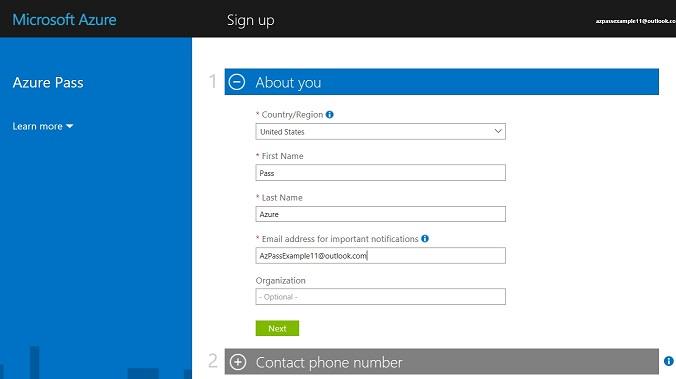 Microsoft Azure
Sign up
azpassexample11@outlook.co
Azure Pass
Learn more
1
About you
* Country/Region
United States
* First Name
Pass
* Last Name
Azure
* Email address for important notifications
AzPassExample11@outlook.com
Organization
- Optional -
Next
2
Contact phone number